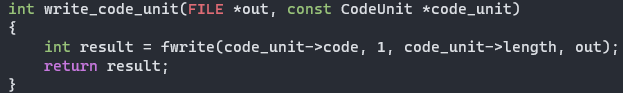 int write_code_unit(FILE *out, const CodeUnit *code_unit)
{
    int result = fwrite(code_unit->code, 1, code_unit->length, out);
    return result;
}